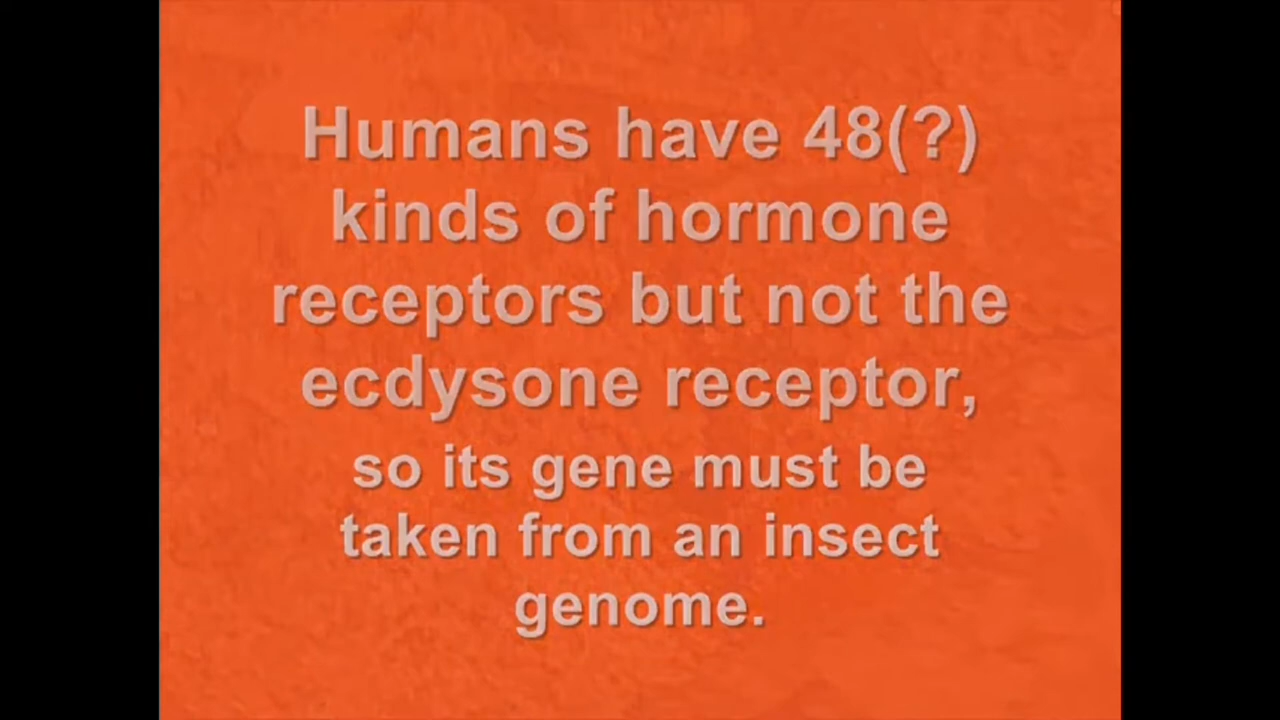 Humans have 48(?)
kinds of hormone
receptors but not the
ecdysone receptor,
so its gene must be
taken from an insect
genome.